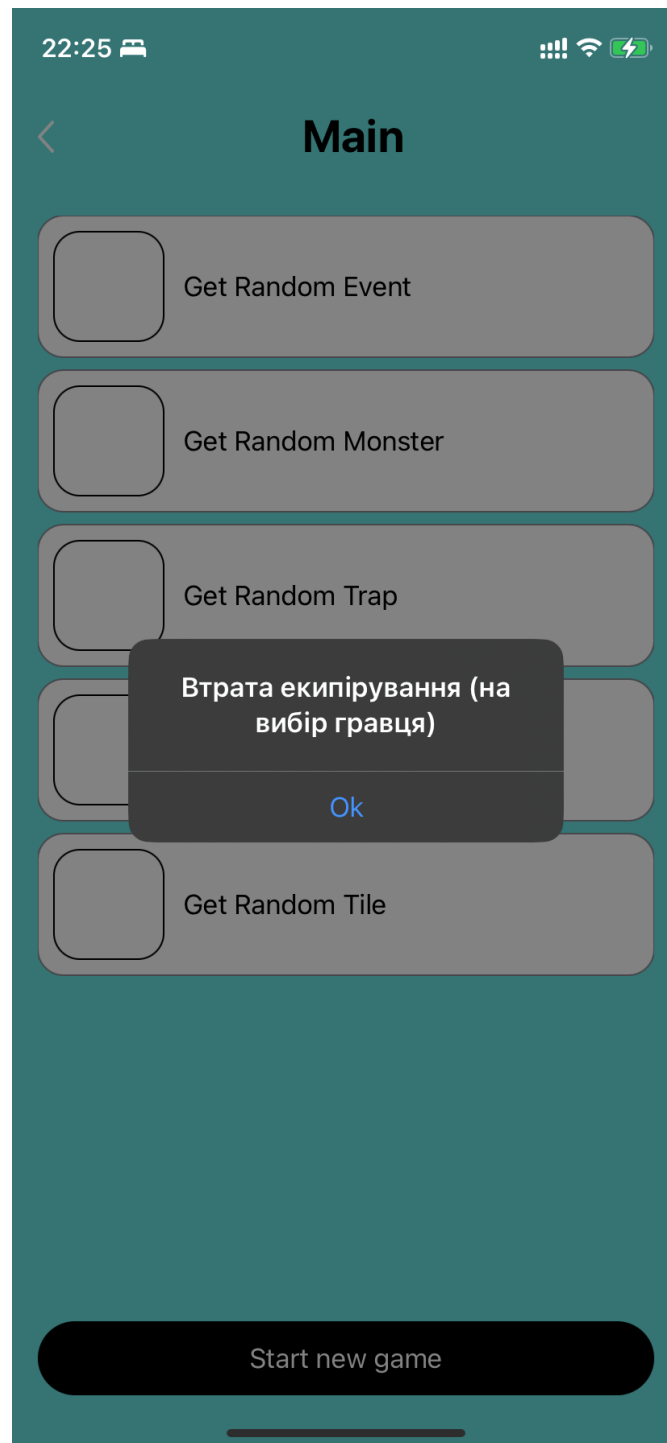 22:25
Main
Get Random Event
Get Random Monster
Get Random Trap
Втрата екипірування (на
вибір гравця)
Ok
Get Random Tile
Start new game